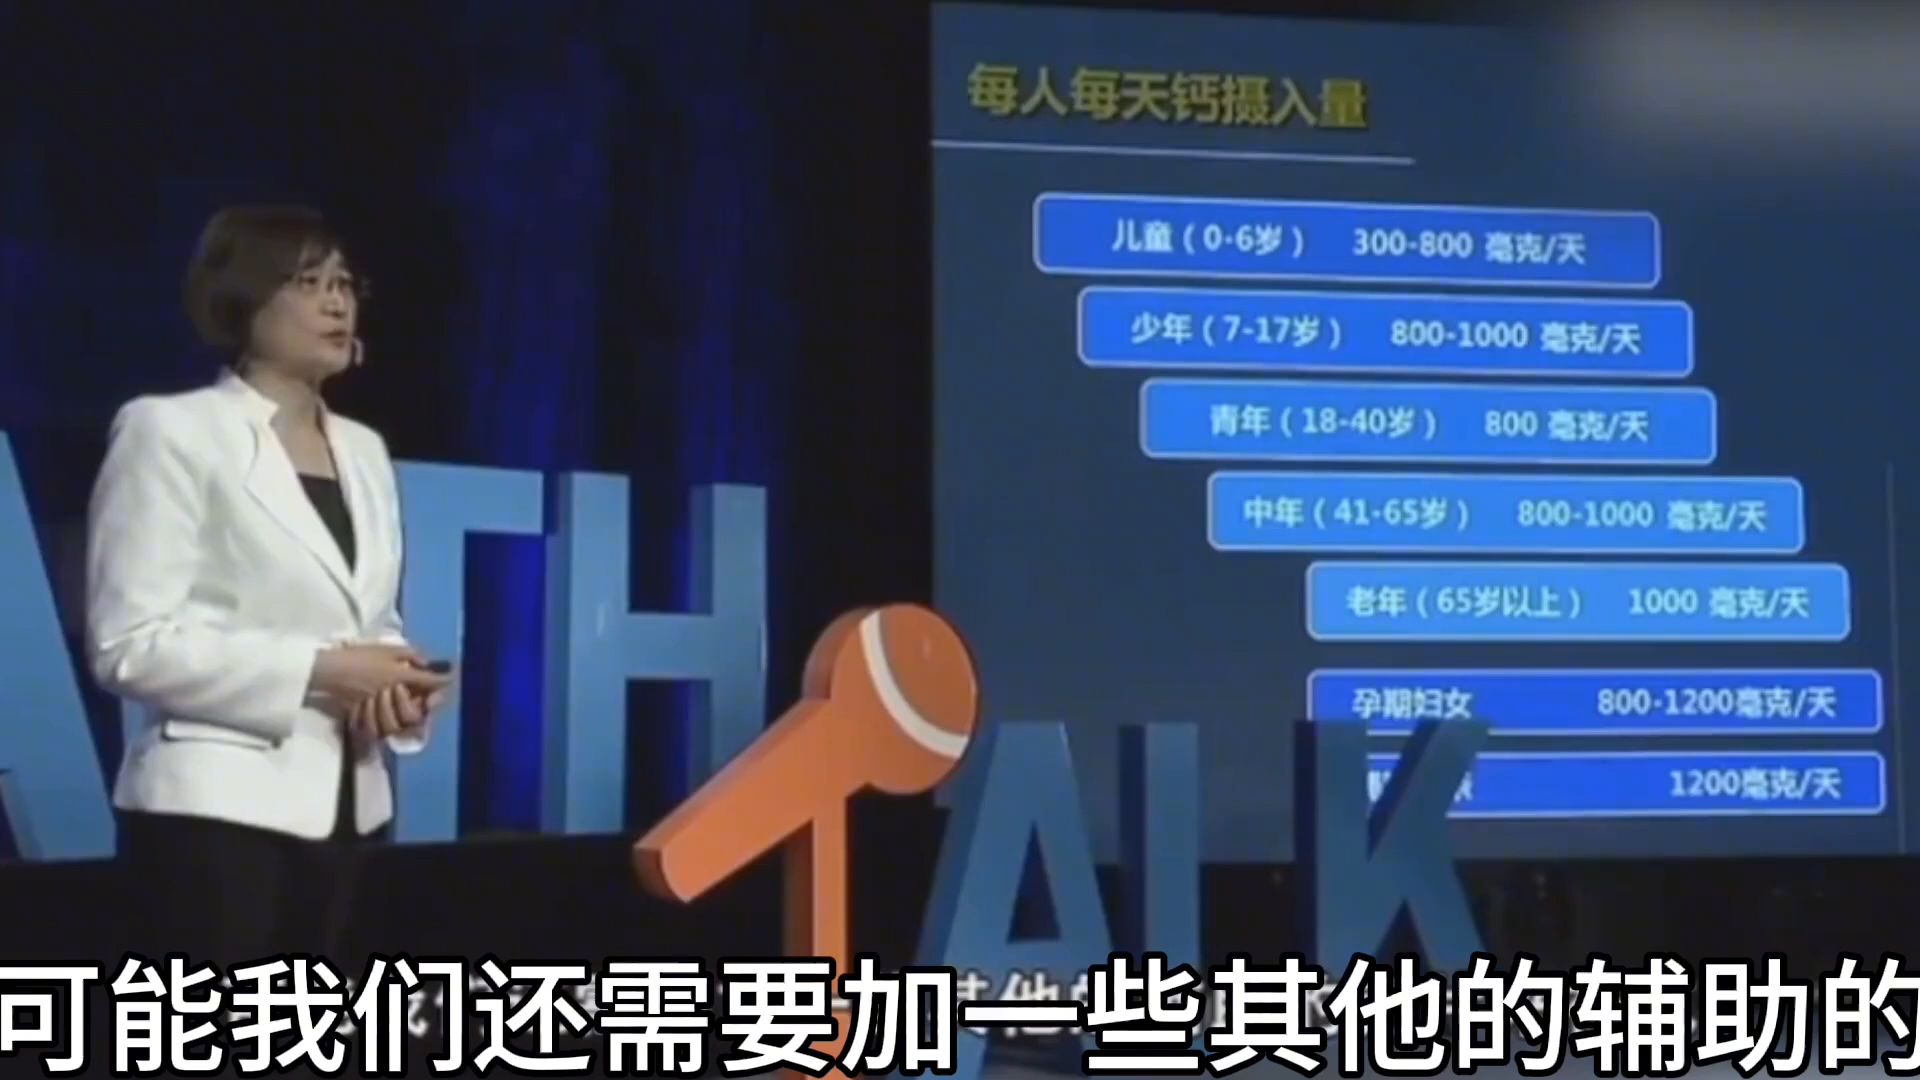 每人每天钙摄入量
儿童（0-6岁） 300-800 毫克/天
少年（7-17岁） 800-1000 毫克/天
青年（18-40岁） 800 毫克/天
中年（41-65岁） 800-1000 毫克/天
老年（65岁以上） 1000 毫克/天
孕期妇女 800-1200毫克/天
1200毫克/天
ALTH
TALK
可能我们还需要加一些其他的辅助的